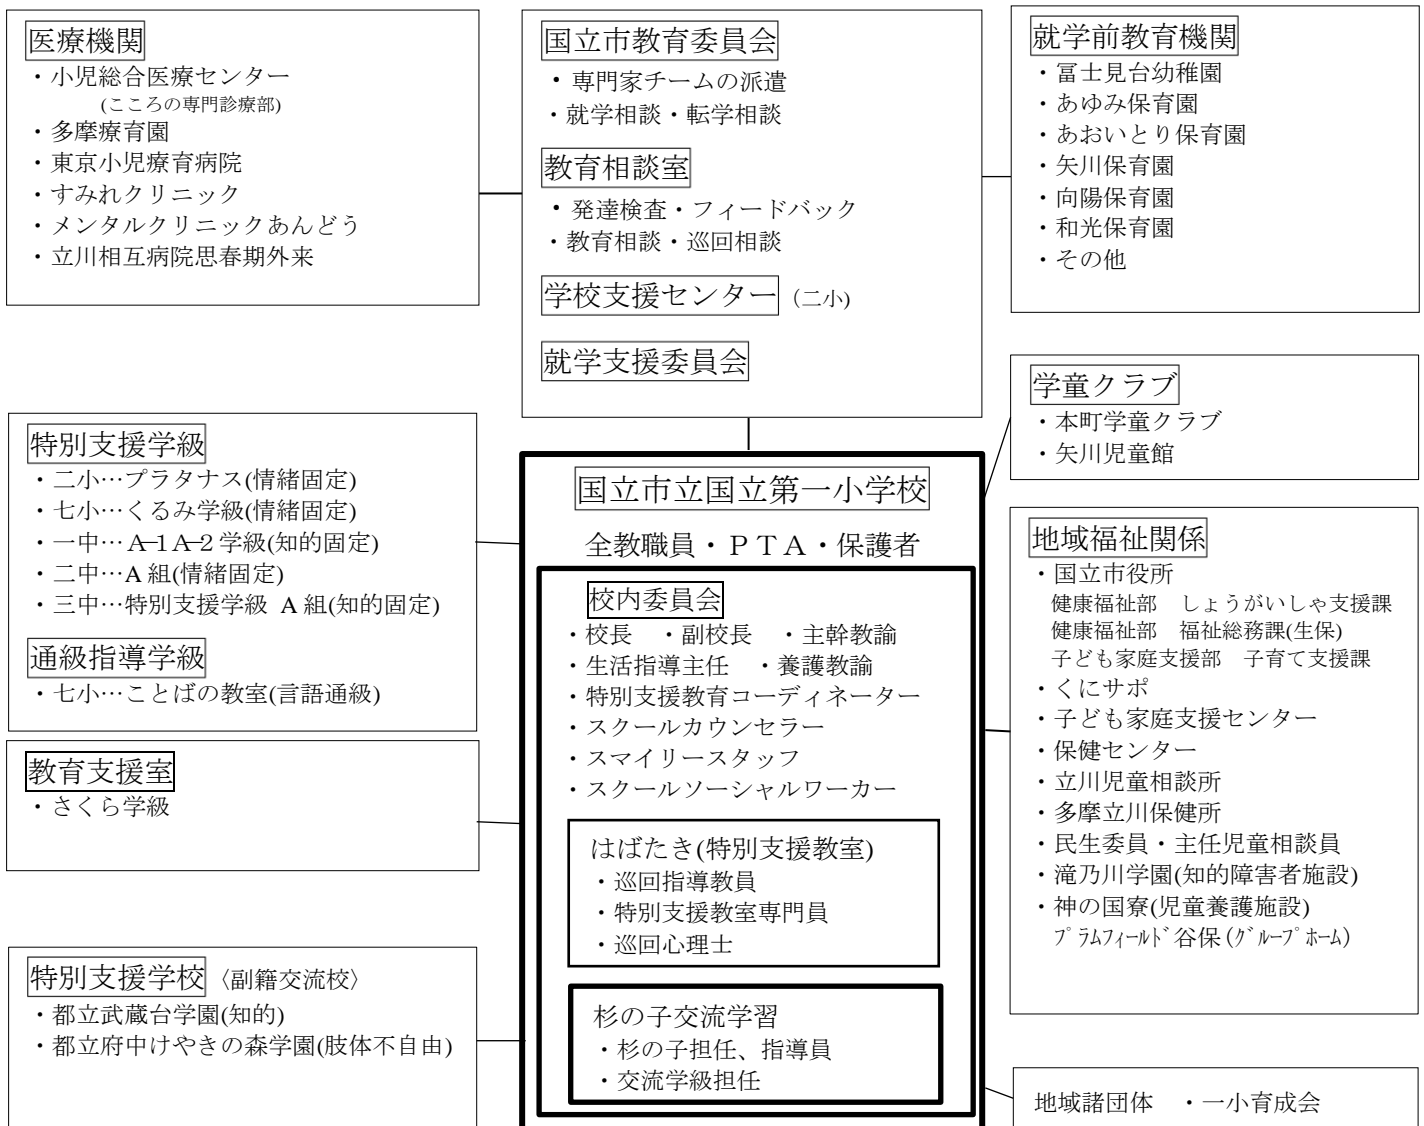 医療機関
・小児総合医療センター
(こころの専門診療部)
・多摩療育園
・東京小児療育病院
・すみれクリニック
・メンタルクリニックあんどう
・立川相互病院思春期外来
国立市教育委員会
・専門家チームの派遣
・就学相談・転学相談
教育相談室
・発達検査・フィードバック
・教育相談・巡回相談
学校支援センター（二小)
就学支援委員会
就学前教育機関
・冨士見台幼稚園
・あゆみ保育園
・あおいとり保育園
・矢川保育園
・向陽保育園
・和光保育園
・その他
学童クラブ
・本町学童クラブ
・矢川児童館
特別支援学級
・二小…プラタナス(情緒固定)
・七小…くるみ学級(情緒固定)
・一中…A-1 A-2 学級(知的固定)
・二中…A 組(情緒固定)
・三中…特別支援学級 A 組(知的固定)
通級指導学級
・七小…ことばの教室(言語通級)
教育支援室
・さくら学級
特別支援学校〈副籍交流校〉
・都立武蔵台学園(知的)
・都立府中けやきの森学園(肢体不自由)
国立市立国立第一小学校
全教職員・ＰＴＡ・保護者
校内委員会
・校長　・副校長　・主幹教諭
・生活指導主任　・養護教諭
・特別支援教育コーディネーター
・スクールカウンセラー
・スマイリースタッフ
・スクールソーシャルワーカー
はばたき(特別支援教室)
・巡回指導教員
・特別支援教室専門員
・巡回心理士
杉の子交流学習
・杉の子担任、指導員
・交流学級担任
地域福祉関係
・国立市役所
健康福祉部　しょうがいしゃ支援課
健康福祉部　福祉総務課(生保)
子ども家庭支援部　子育て支援課
・くにサポ
・子ども家庭支援センター
・保健センター
・立川児童相談所
・多摩立川保健所
・民生委員・主任児童相談員
・滝乃川学園(知的障害者施設)
・神の国寮(児童養護施設)
ﾌﾟﾗﾑﾌｨｰﾙﾄﾞ谷保(ｸﾞﾙｰﾌﾟﾎｰﾑ)
地域諸団体　・一小育成会